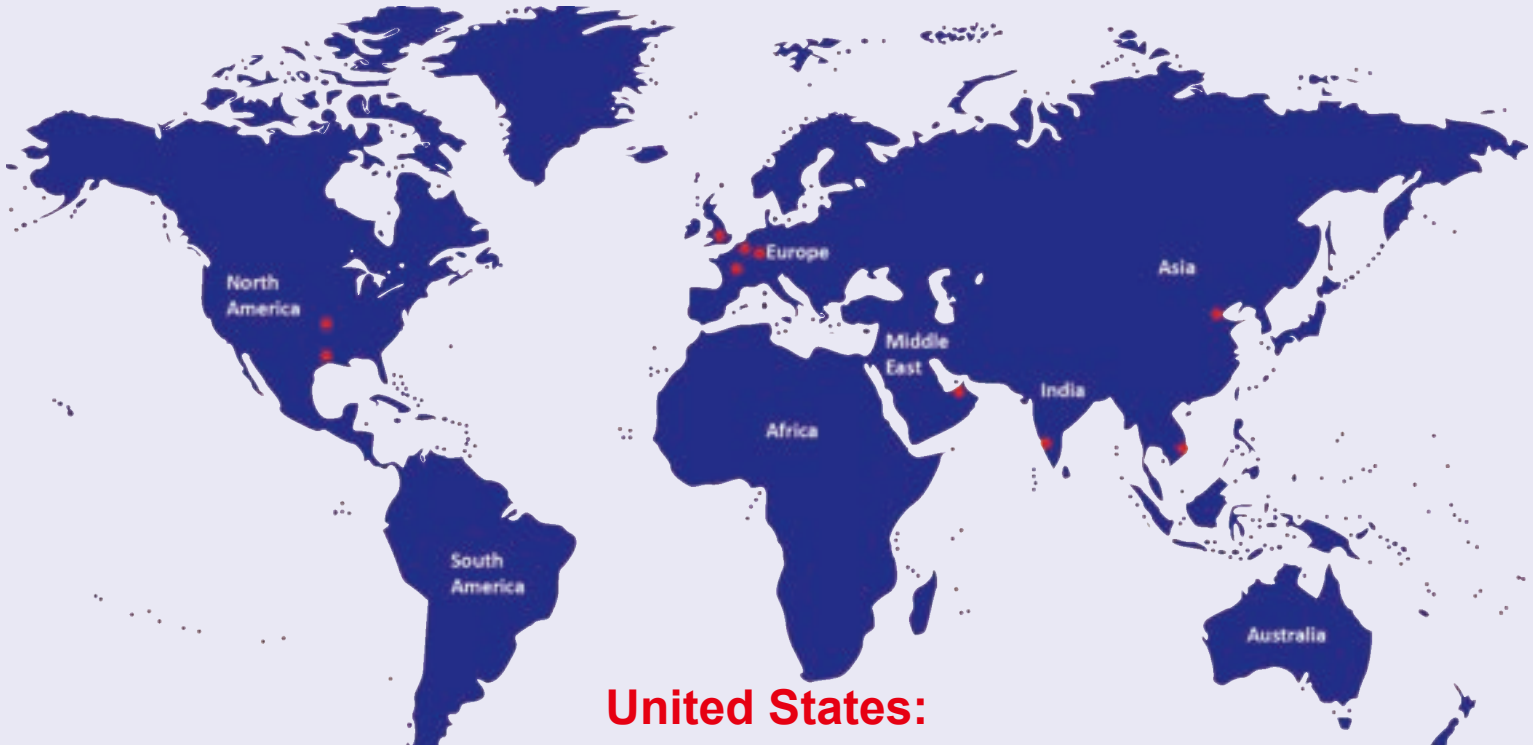 North
America
Europe
Asia
Middle
East
India
Africa
South
America
Australia
United States: